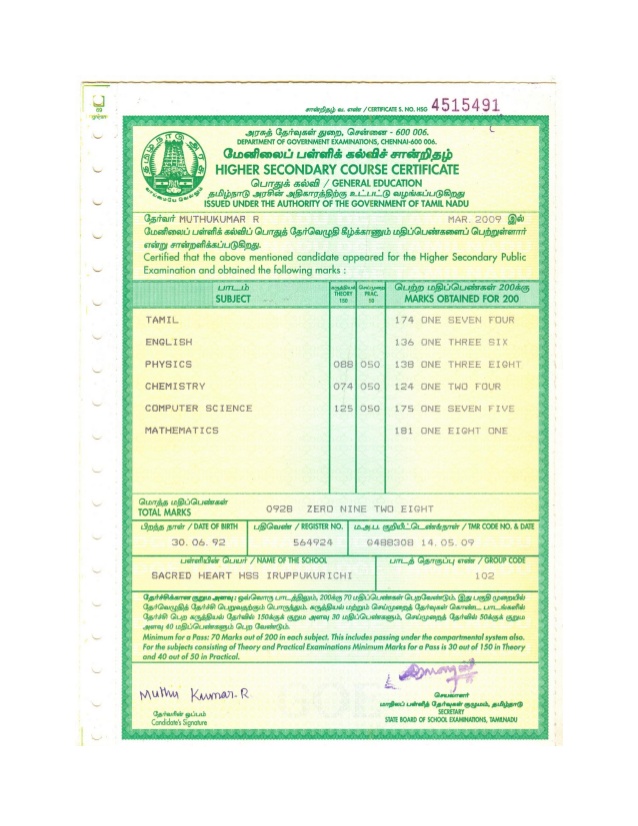 சான்றிதழ் வ. எண் / CERTIFICATE S. NO. HSG 4515491
அரசுத் தேர்வுகள் துறை, சென்னை - 600 006.
DEPARTMENT OF GOVERNMENT EXAMINATIONS, CHENNAI-600 006.
மேனிலைப் பள்ளிக் கல்விச் சான்றிதழ்
HIGHER SECONDARY COURSE CERTIFICATE
பொதுக் கல்வி / GENERAL EDUCATION
தமிழ்நாடு அரசின் அதிகாரத்திற்கு உட்பட்டு வழங்கப்படுகிறது
ISSUED UNDER THE AUTHORITY OF THE GOVERNMENT OF TAMIL NADU
தேர்வர் MUTHUKUMAR R MAR. 2009 இல்
மேனிலைப் பள்ளிக் கல்விப் பொதுத் தேர்வெழுதி கீழ்க்காணும் மதிப்பெண்களைப் பெற்றுள்ளார்
என்று சான்றளிக்கப்படுகிறது.
Certified that the above mentioned candidate appeared for the Higher Secondary Public
Examination and obtained the following marks :
பாடம் கருத்தியல் செய்முறை பெற்ற மதிப்பெண்கள் 200க்கு
SUBJECT THEORY 150 PRAC. 50 MARKS OBTAINED FOR 200
TAMIL 174 ONE SEVEN FOUR
ENGLISH 136 ONE THREE SIX
PHYSICS 088 050 138 ONE THREE EIGHT
CHEMISTRY 074 050 124 ONE TWO FOUR
COMPUTER SCIENCE 125 050 175 ONE SEVEN FIVE
MATHEMATICS 181 ONE EIGHT ONE
மொத்த மதிப்பெண்கள்
TOTAL MARKS 0928 ZERO NINE TWO EIGHT
பிறந்த நாள் / DATE OF BIRTH பதிவெண் / REGISTER NO. ம.அ.ப. குறியீட்டெண்&நாள் / TMR CODE NO. & DATE
30.06.92 564924 G488308 14.05.09
பள்ளியின் பெயர் / NAME OF THE SCHOOL பாடத் தொகுப்பு எண் / GROUP CODE
SACRED HEART HSS IRUPPUKURICHI 102
தேர்ச்சிக்கான குறும அளவு : ஒவ்வொரு பாடத்திலும், 200க்கு 70 மதிப்பெண்கள் பெறவேண்டும். இது பகுதி முறையில்
தேர்வெழுதித் தேர்ச்சி பெறுவதற்கும் பொருந்தும். கருத்தியல் மற்றும் செய்முறைத் தேர்வுகள் கொண்ட பாடங்களில்
தேர்ச்சி பெற கருத்தியல் தேர்வில் 150க்குக் குறும அளவு 30 மதிப்பெண்களும், செய்முறைத் தேர்வில் 50க்குக் குறும
அளவு 40 மதிப்பெண்களும் பெற வேண்டும்.
Minimum for a Pass: 70 Marks out of 200 in each subject. This includes passing under the compartmental system also.
For the subjects consisting of Theory and Practical Examinations Minimum Marks for a Pass is 30 out of 150 in Theory
and 40 out of 50 in Practical.
Muthu Kumar.R
தேர்வரின் ஒப்பம்
Candidate's Signature
செயலாளர்
மாநிலப் பள்ளித் தேர்வுகள் குழுமம், தமிழ்நாடு
SECRETARY
STATE BOARD OF SCHOOL EXAMINATIONS, TAMILNADU